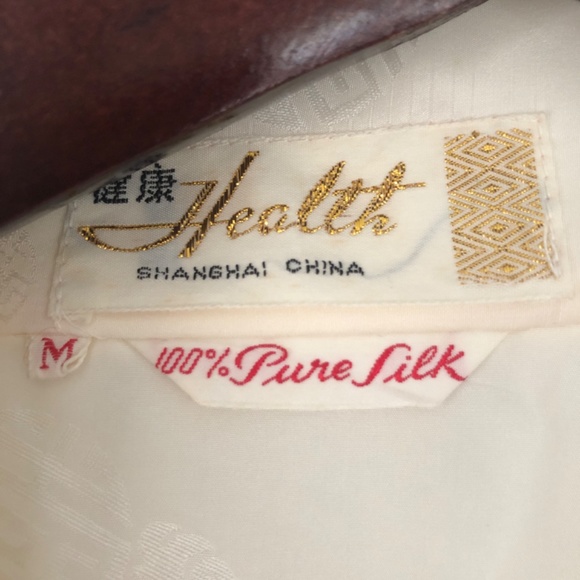 健康
Health
SHANGHAI CHINA
M
100% Pure Silk